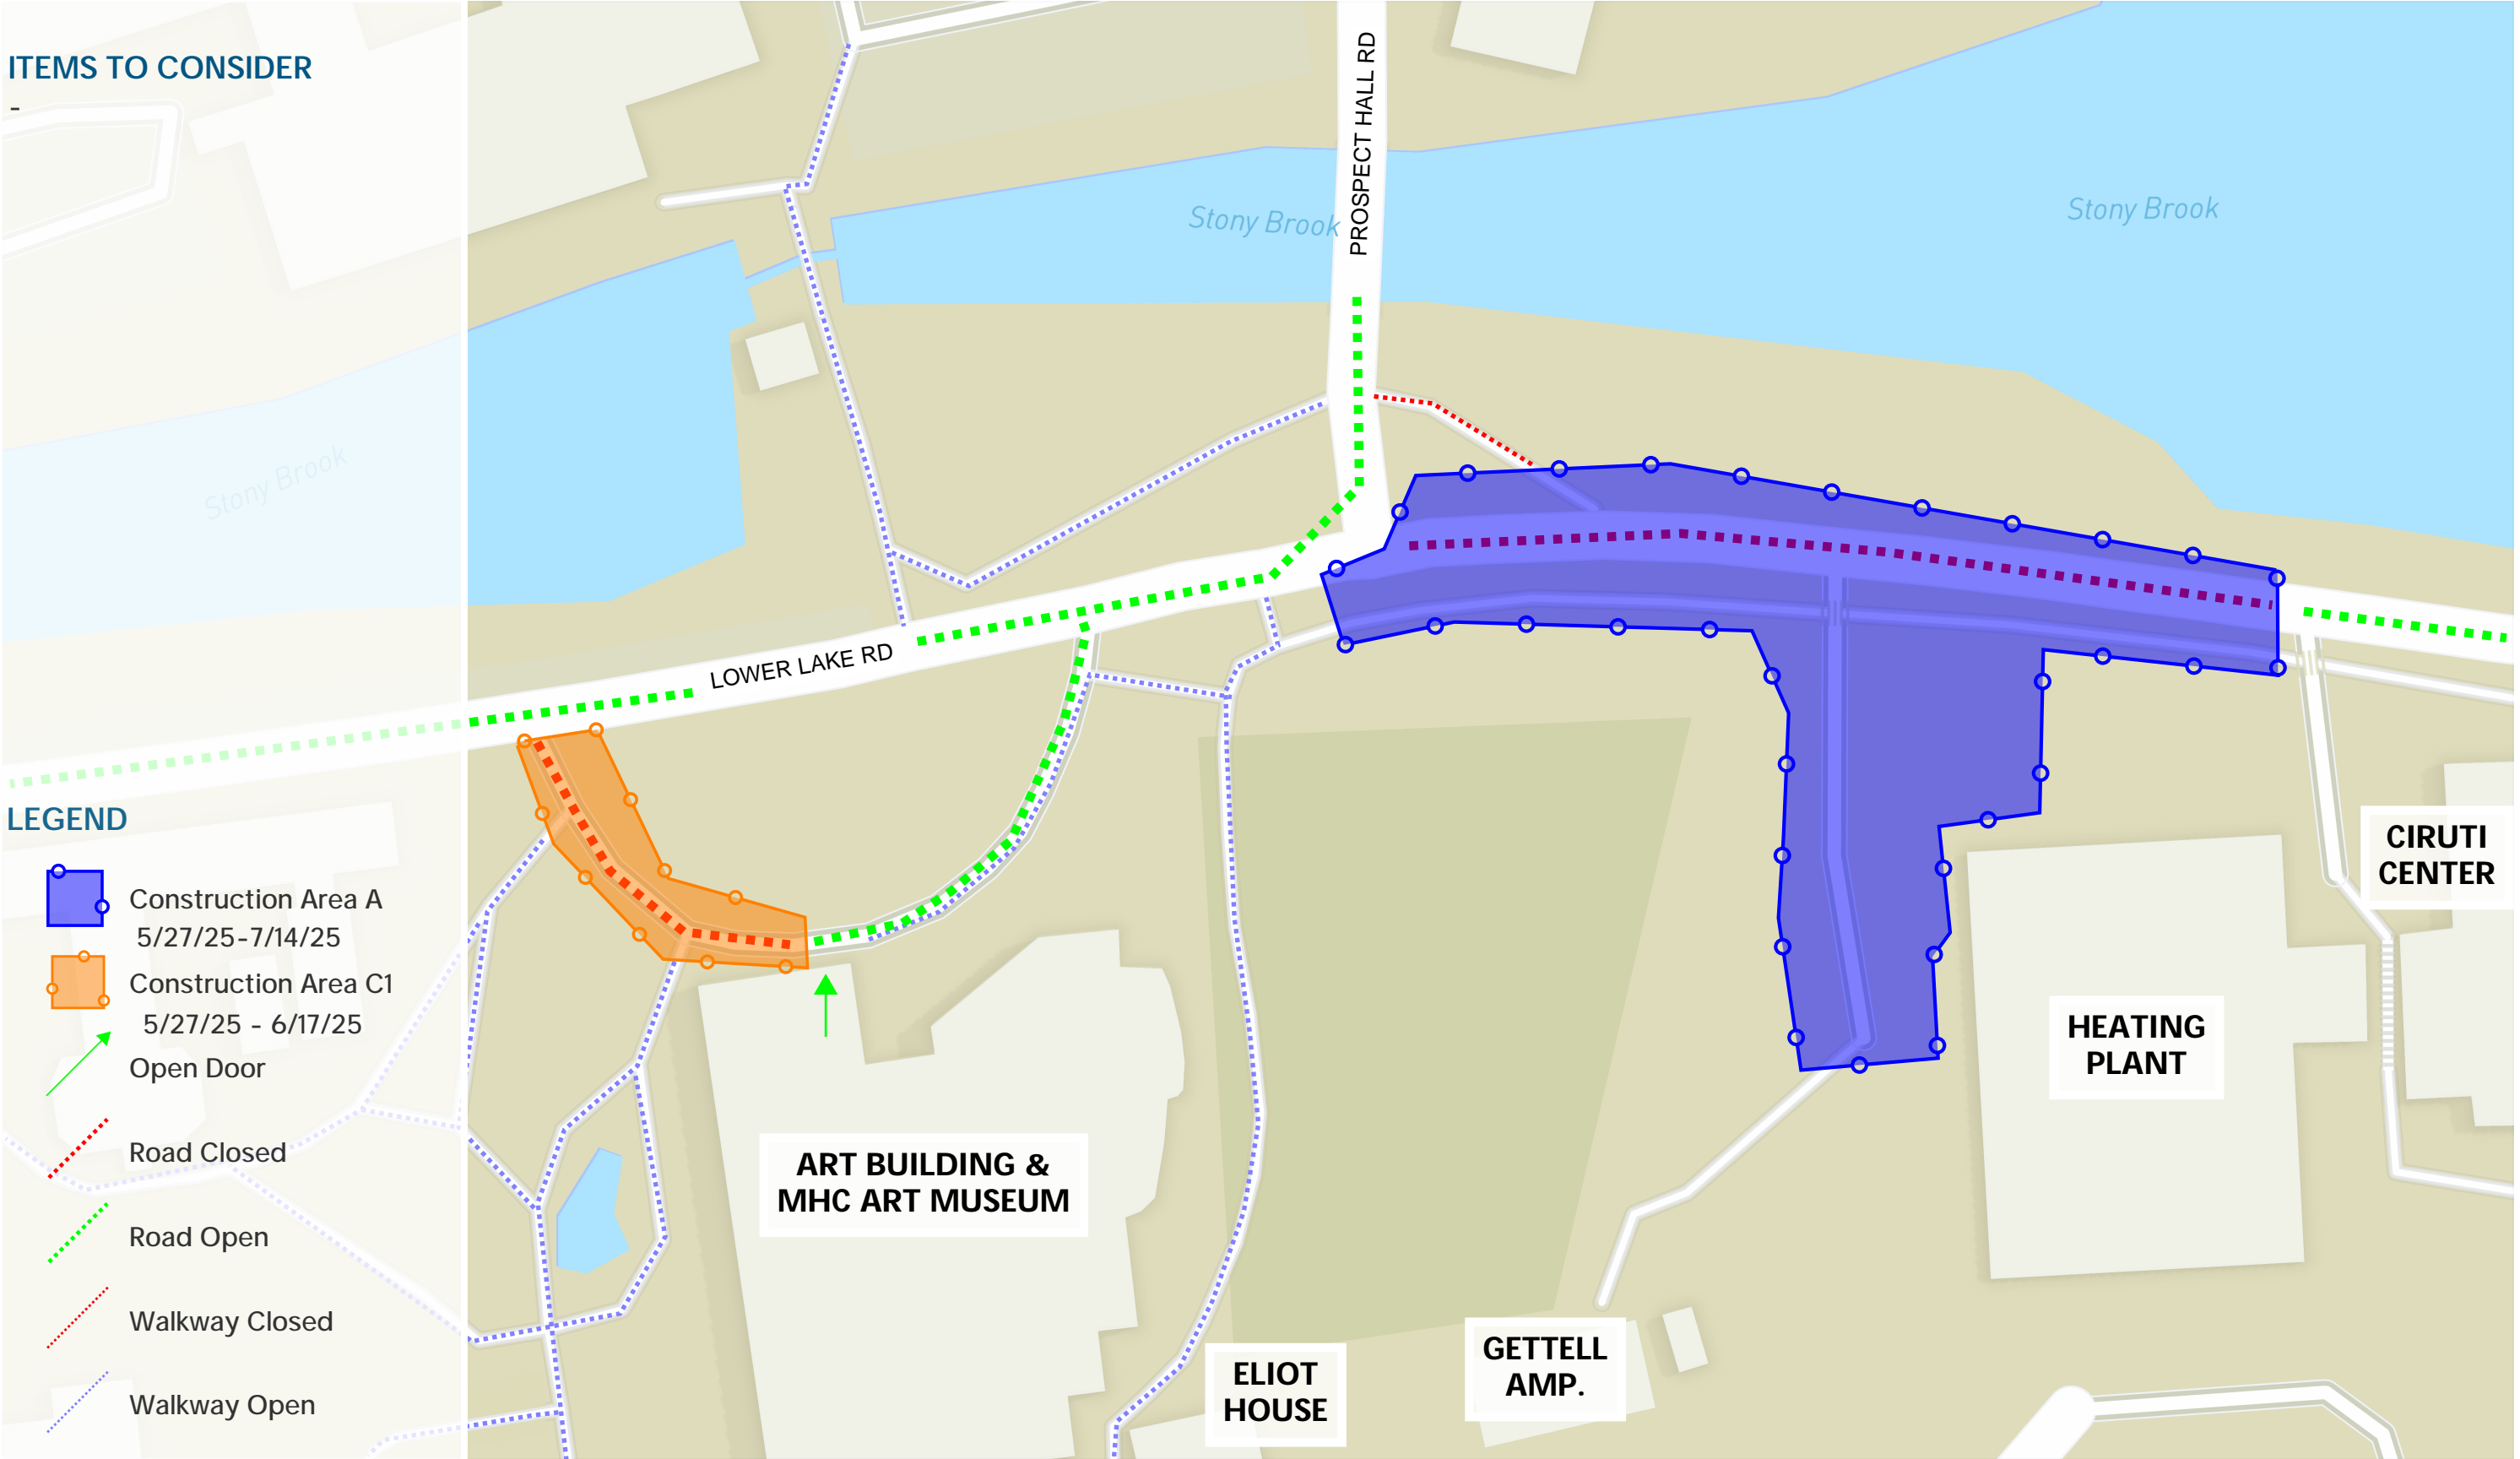 ITEMS TO CONSIDER
-
PROSPECT HALL RD
Stony Brook
Stony Brook
Stony Brook
LOWER LAKE RD
LEGEND
Construction Area A
5/27/25-7/14/25
Construction Area C1
5/27/25 - 6/17/25
Open Door
Road Closed
Road Open
Walkway Closed
Walkway Open
CIRUTI
CENTER
HEATING
PLANT
ART BUILDING &
MHC ART MUSEUM
ELIOT
HOUSE
GETTELL
AMP.